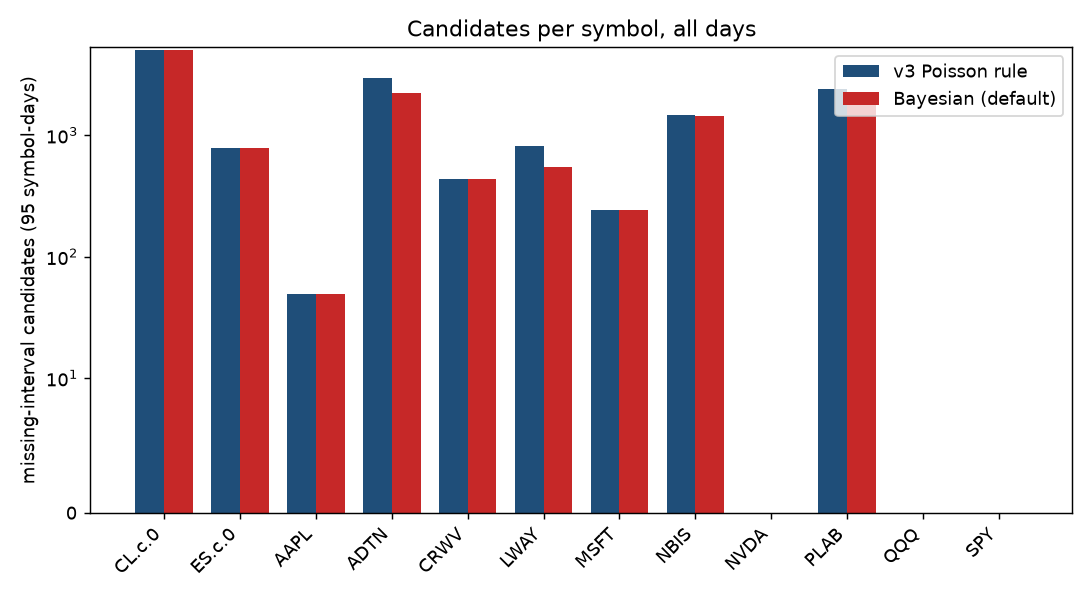 Candidates per symbol, all days
v3 Poisson rule
Bayesian (default)
missing-interval candidates (95 symbol-days)
10³
10²
10¹
0
CL.c.0
ES.c.0
AAPL
ADTN
CRWV
LWAY
MSFT
NBIS
NVDA
PLAB
QQQ
SPY